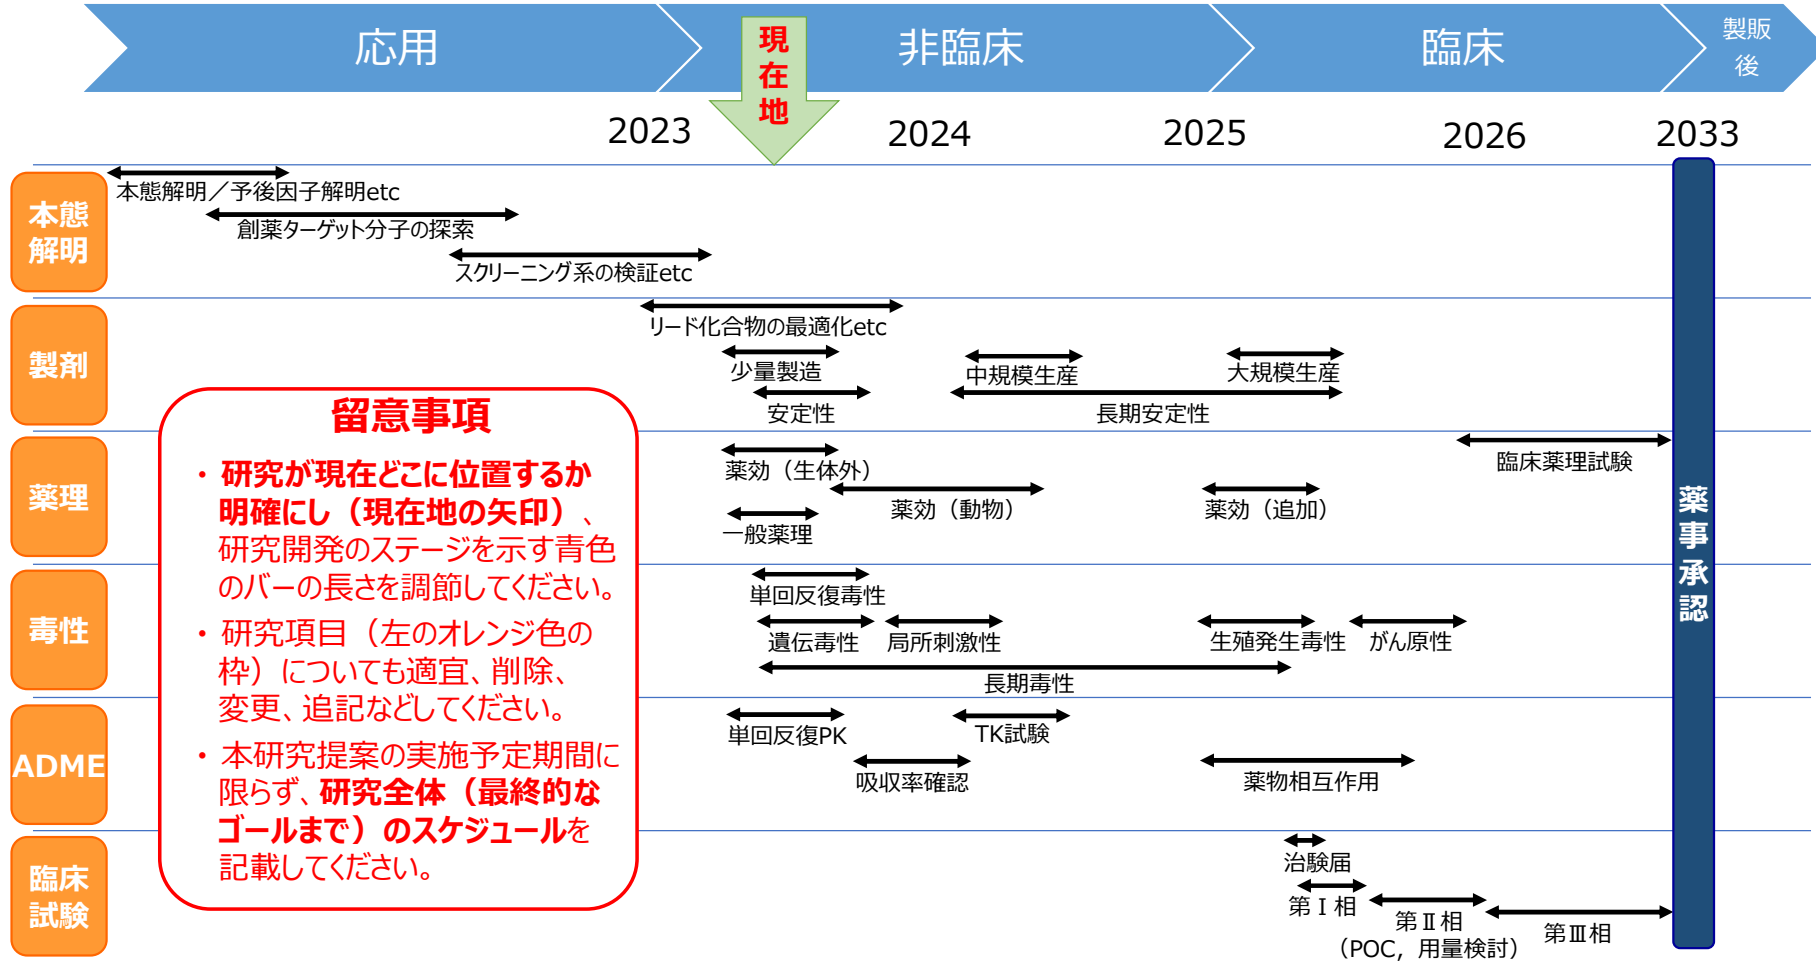 応用
現
在
地
非臨床
臨床
製販
後
2023
2024
2025
2026
2033
本態
解明
本態解明／予後因子解明etc
創薬ターゲット分子の探索
スクリーニング系の検証etc
製剤
リード化合物の最適化etc
少量製造
中規模生産
大規模生産
安定性
長期安定性
薬理
薬効（生体外）
臨床薬理試験
薬効（動物）
薬効（追加）
一般薬理
毒性
単回反復毒性
遺伝毒性
局所刺激性
生殖発生毒性
がん原性
長期毒性
ADME
単回反復PK
TK試験
吸収率確認
薬物相互作用
臨床
試験
治験届
第Ⅰ相
第Ⅱ相
（POC，用量検討）
第Ⅲ相
薬
事
承
認
留意事項
・研究が現在どこに位置するか
明確にし（現在地の矢印）、
研究開発のステージを示す青色
のバーの長さを調節してください。
・研究項目（左のオレンジ色の
枠）についても適宜、削除、
変更、追記などしてください。
・本研究提案の実施予定期間に
限らず、研究全体（最終的な
ゴールまで）のスケジュールを
記載してください。